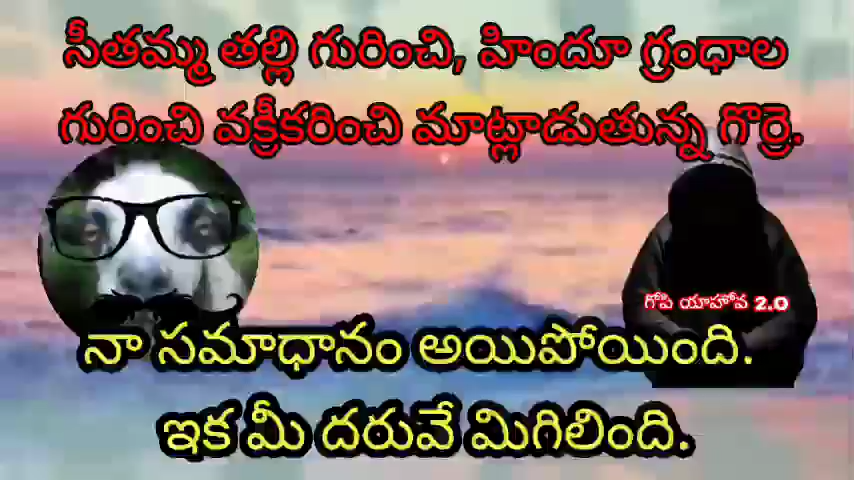 సీతమ్మ తల్లి గురించి, హిందూ గ్రంధాల
గురించి వక్రీకరించి మాట్లాడుతున్న గొర్రె.
గోపి యాహోవ 2.0
నా సమాధానం అయిపోయింది.
ఇక మీ దరువే మిగిలింది.